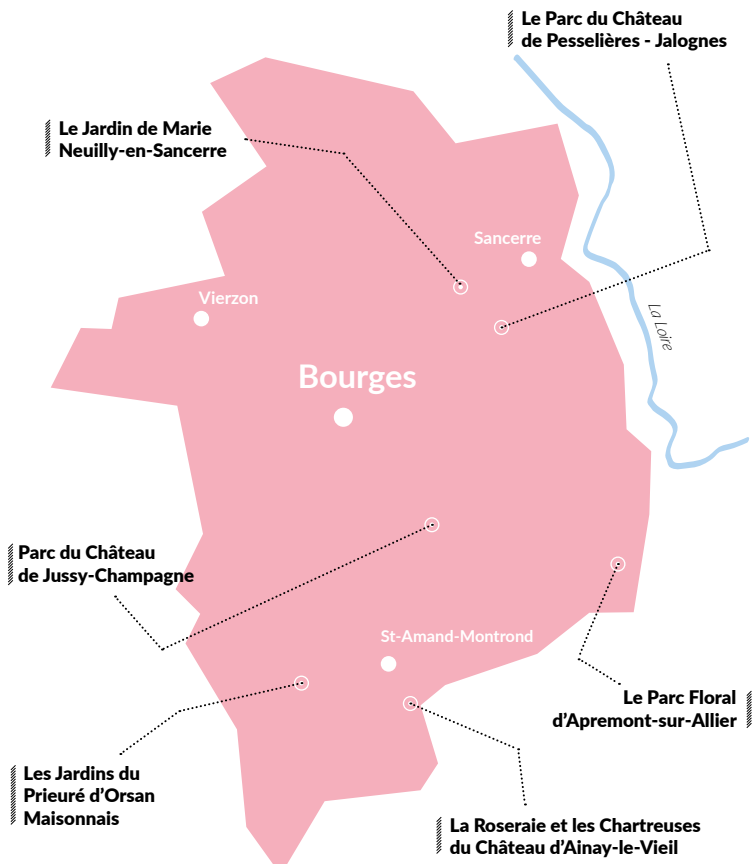 Le Parc du Château
de Pesselières - Jalognes
Le Jardin de Marie
Neuilly-en-Sancerre
Sancerre
Vierzon
La Loire
Bourges
Parc du Château
de Jussy-Champagne
St-Amand-Montrond
Le Parc Floral
d’Apremont-sur-Allier
Les Jardins du
Prieuré d’Orsan
Maisonnais
La Roseraie et les Chartreuses
du Château d’Ainay-le-Vieil